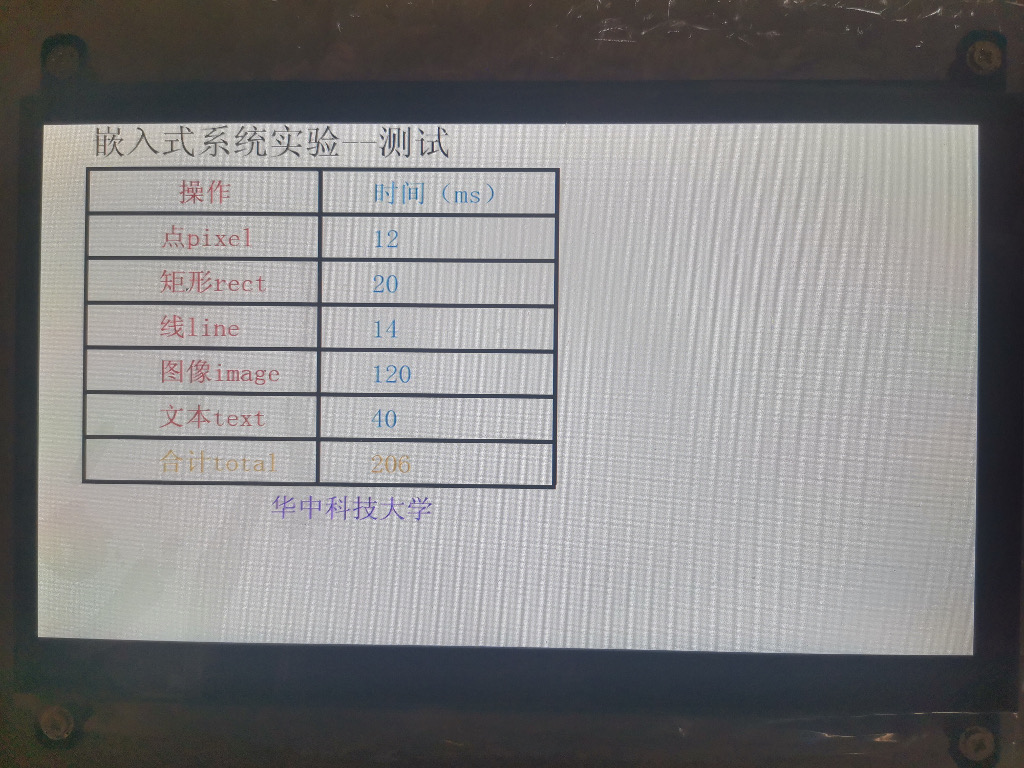 嵌入式系统实验--测试
操作 时间（ms）
点pixel 12
矩形rect 20
线line 14
图像image 120
文本text 40
合计total 206
华中科技大学